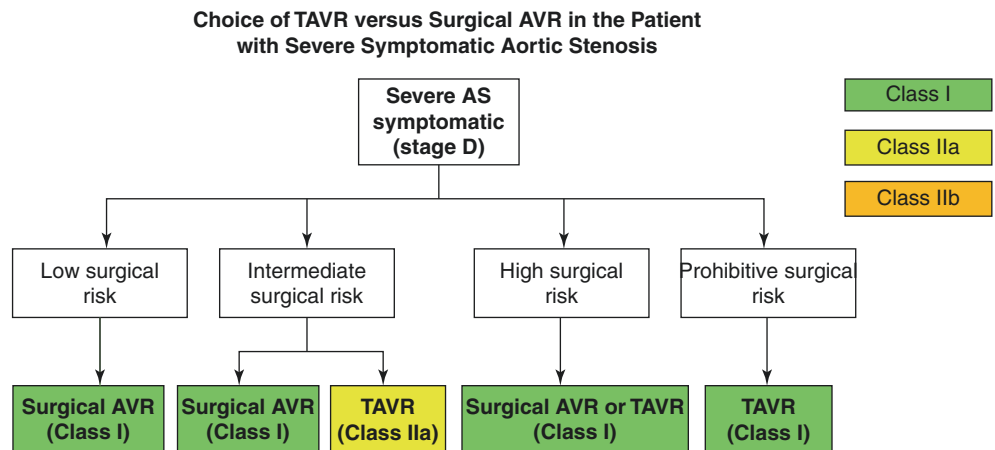 Choice of TAVR versus Surgical AVR in the Patient
with Severe Symptomatic Aortic Stenosis
Severe AS
symptomatic
(stage D)
Class I
Class IIa
Class IIb
Low surgical
risk
Intermediate
surgical risk
High surgical
risk
Prohibitive surgical
risk
Surgical AVR
(Class I)
Surgical AVR
(Class I)
TAVR
(Class IIa)
Surgical AVR or TAVR
(Class I)
TAVR
(Class I)